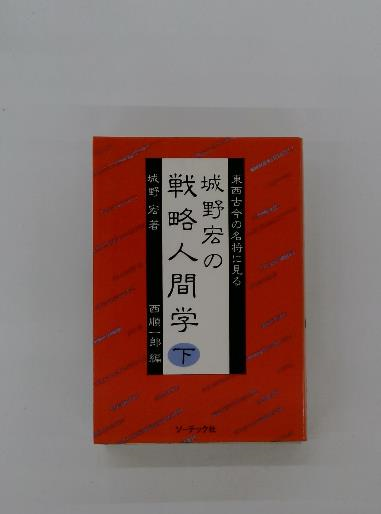 東西古今の名将に見る
城野宏の
戦略人間学
下
城野宏著
西順一郎編
ソーテック社